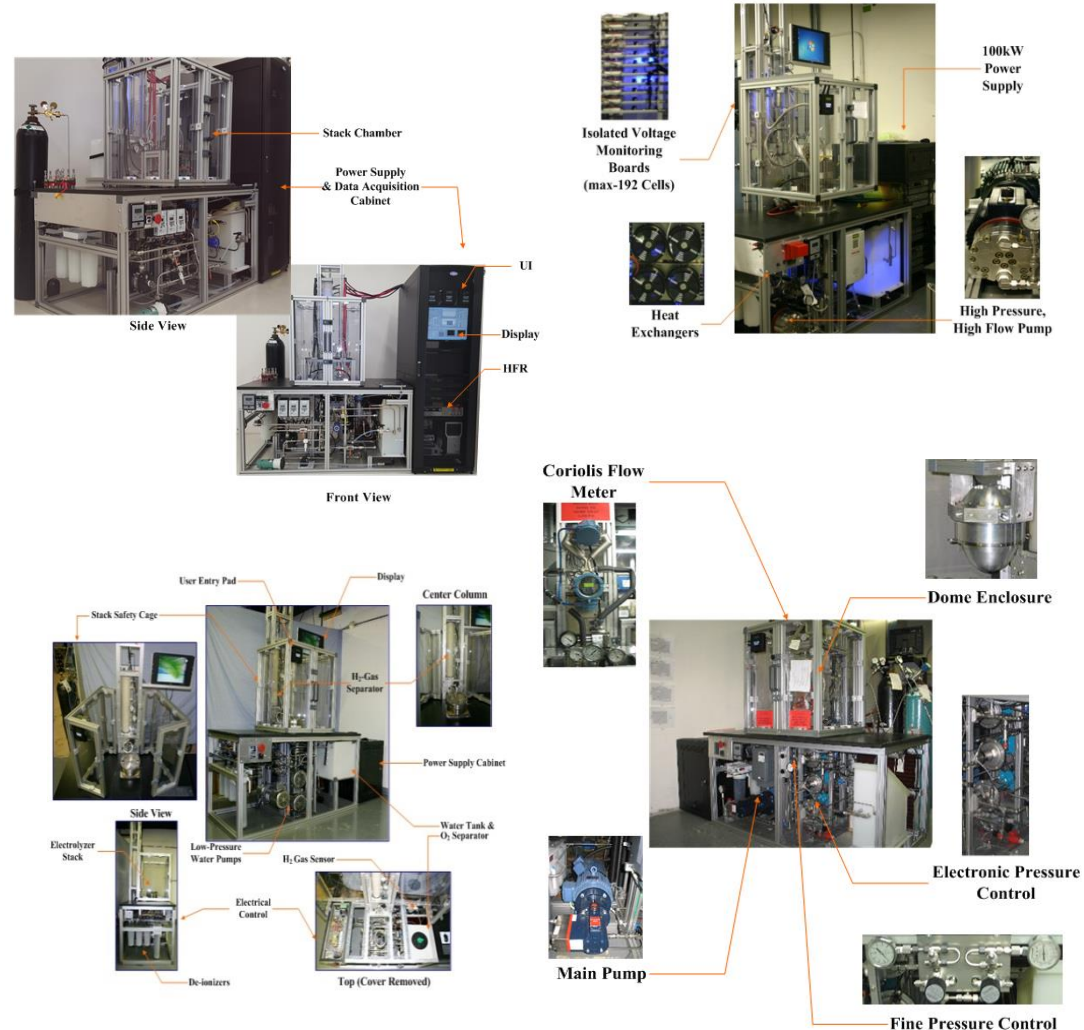 Stack Chamber
Power Supply
& Data Acquisition
Cabinet
Side View
UI
Display
HFR
Front View
Isolated Voltage
Monitoring
Boards
(max-192 Cells)
100kW
Power
Supply
Heat
Exchangers
High Pressure,
High Flow Pump
User Entry Pad
Display
Stack Safety Cage
Center Column
H₂-Gas
Separator
Power Supply Cabinet
Side View
Electrolyzer
Stack
Low-Pressure
Water Pumps
Water Tank &
O₂ Separator
H₂ Gas Sensor
Electrical
Control
De-ionizers
Top (Cover Removed)
Coriolis Flow
Meter
Dome Enclosure
Main Pump
Electronic Pressure
Control
Fine Pressure Control